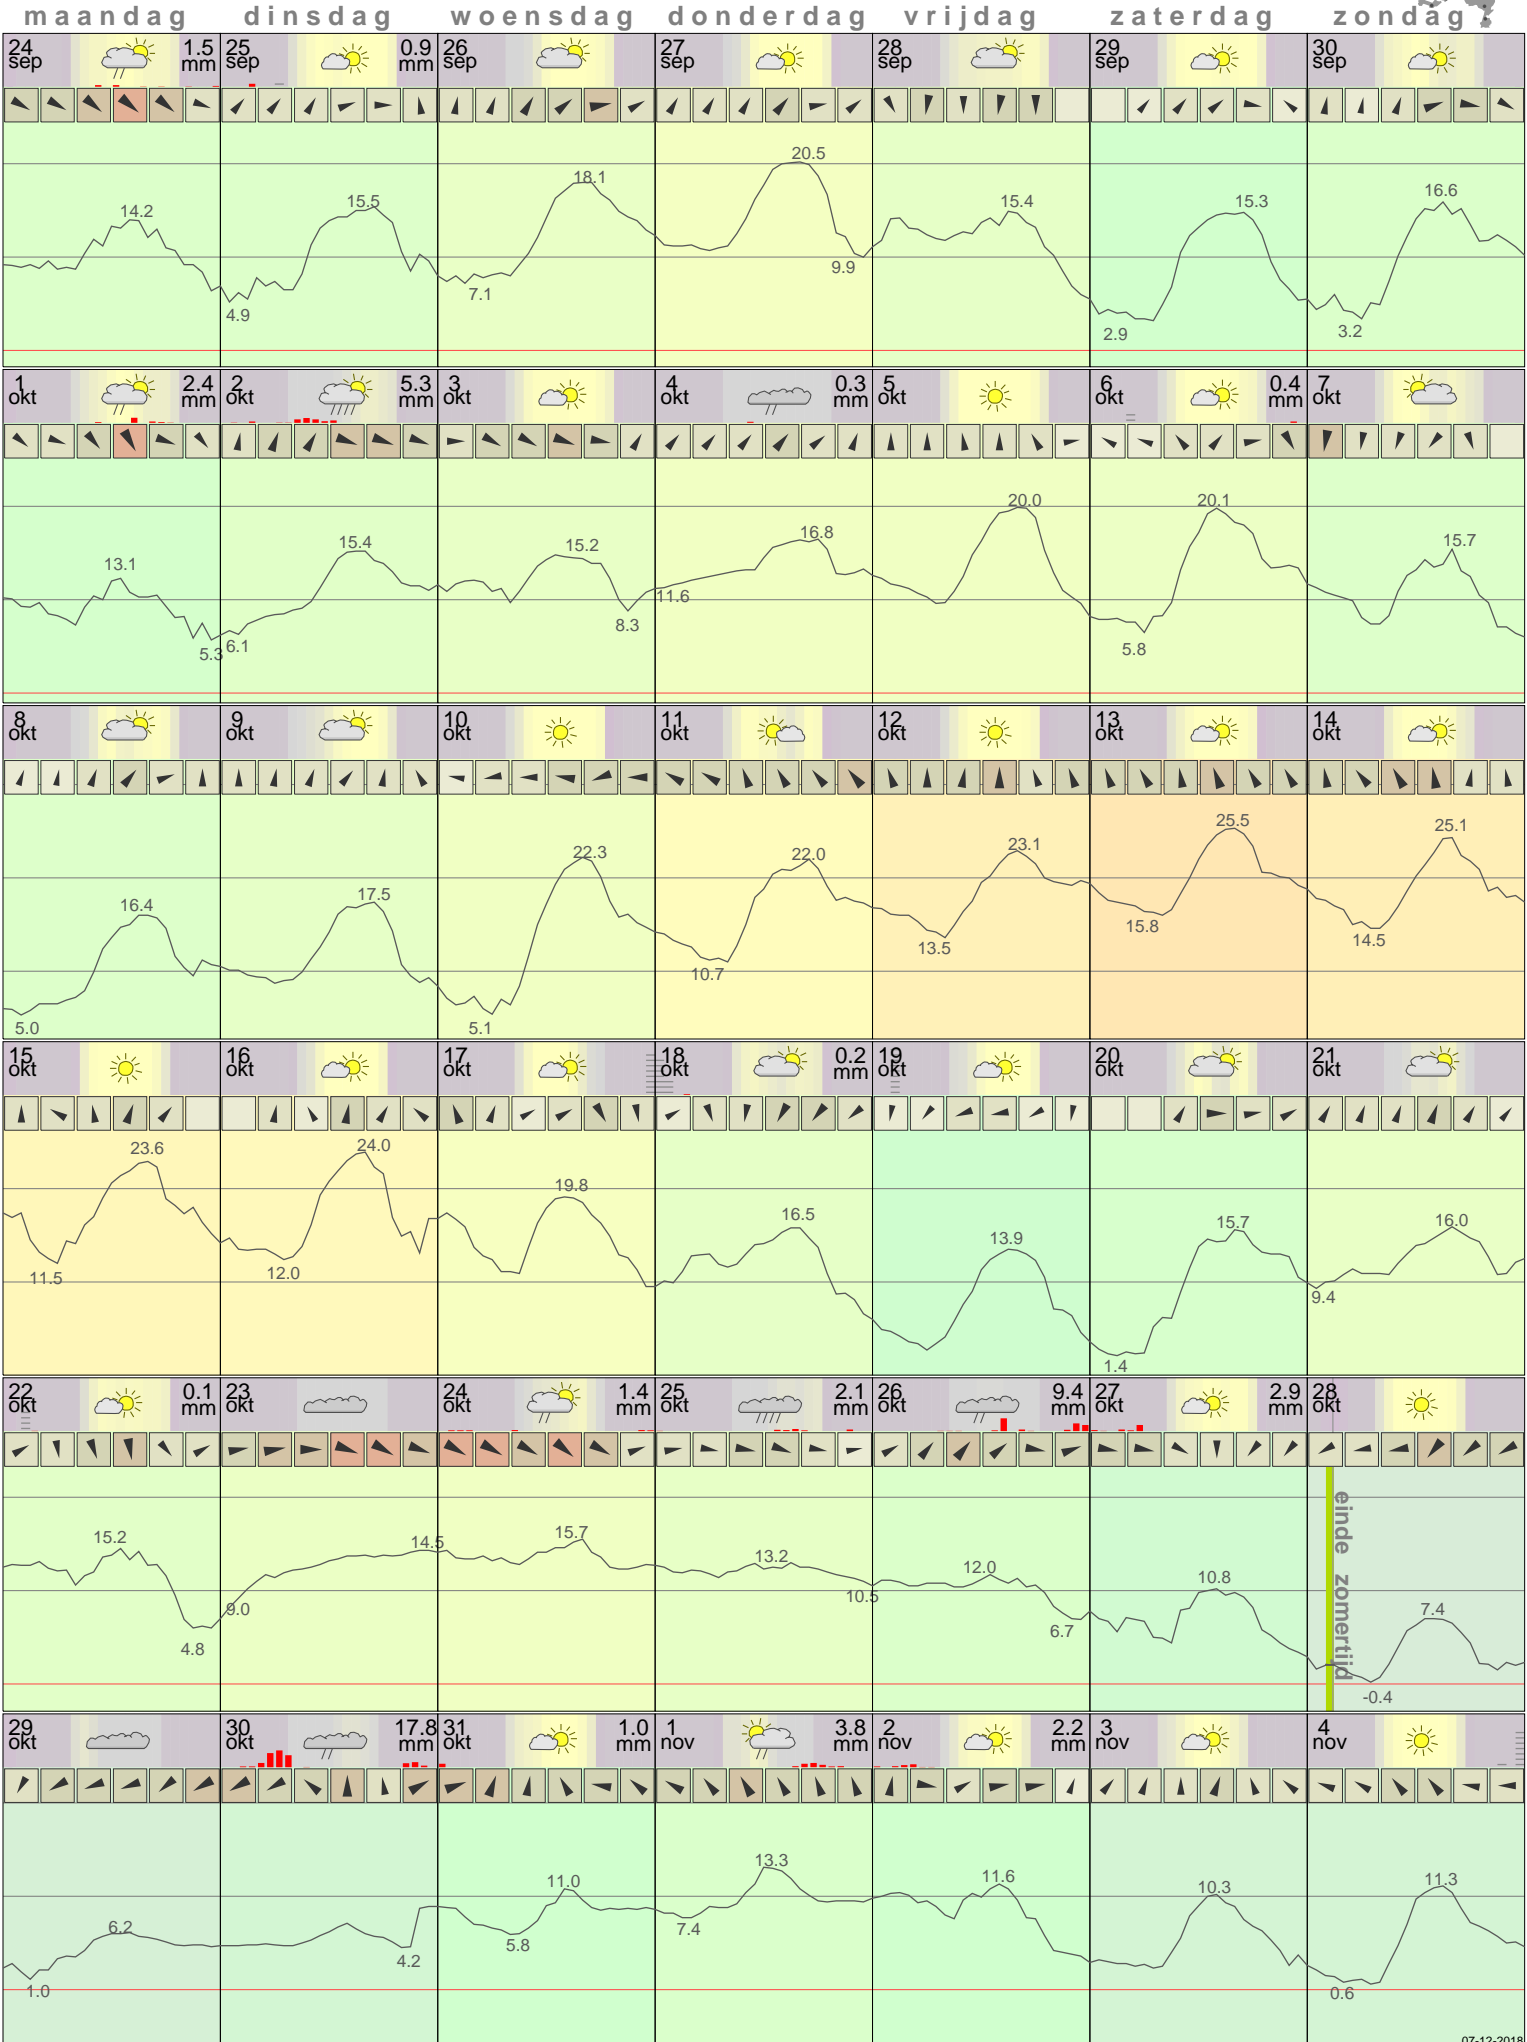 maandag dinsdag woensdag donderdag vrijdag zaterdag zondag
24 sep 1.5 mm 25 sep 0.9 mm 26 sep 27 sep 28 sep 29 sep 30 sep
14.2 4.9 15.5 7.1 18.1 20.5 9.9 15.4 2.9 15.3 3.2 16.6
1 okt 2.4 mm 2 okt 5.3 mm 3 okt 4 okt 0.3 mm 5 okt 6 okt 0.4 mm 7 okt
13.1 5.3 6.1 15.4 15.2 8.3 11.6 16.8 20.0 5.8 20.1 15.7
8 okt 9 okt 10 okt 11 okt 12 okt 13 okt 14 okt
5.0 16.4 17.5 5.1 22.3 10.7 22.0 13.5 23.1 15.8 25.5 14.5 25.1
15 okt 16 okt 17 okt 18 okt 0.2 mm 19 okt 20 okt 21 okt
11.5 23.6 12.0 24.0 19.8 16.5 13.9 1.4 15.7 9.4 16.0
22 okt 0.1 mm 23 okt 24 okt 1.4 mm 25 okt 2.1 mm 26 okt 9.4 mm 27 okt 2.9 mm 28 okt
15.2 4.8 9.0 14.5 15.7 13.2 10.5 12.0 6.7 10.8 -0.4 7.4
einde zomertijd
29 okt 30 okt 17.8 mm 31 okt 1.0 mm 1 nov 3.8 mm 2 nov 2.2 mm 3 nov 4 nov
1.0 6.2 4.2 5.8 11.0 7.4 13.3 11.6 10.3 0.6 11.3
07-12-2018